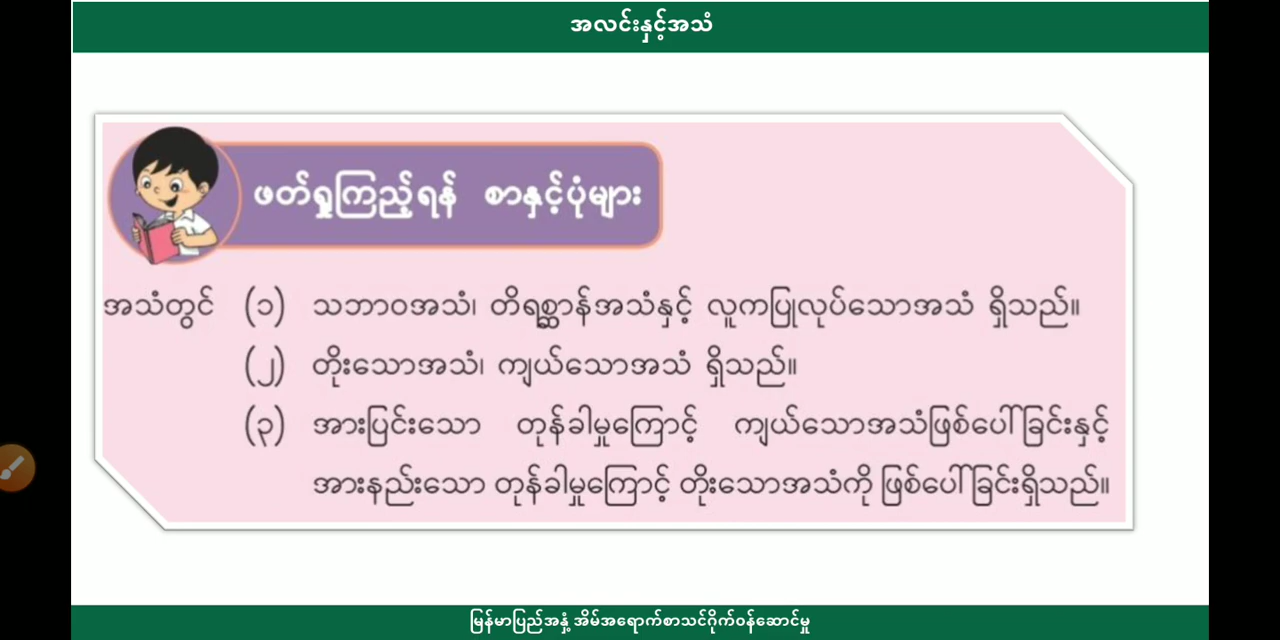 အလင်းနှင့်အသံ
ဖတ်ရှုကြည့်ရန် စာနှင့်ပုံများ
အသံတွင် (၁) သဘာဝအသံ၊ တိရစ္ဆာန်အသံနှင့် လူကပြုလုပ်သောအသံ ရှိသည်။
(၂) တိုးသောအသံ၊ ကျယ်သောအသံ ရှိသည်။
(၃) အားပြင်းသော တုန်ခါမှုကြောင့် ကျယ်သောအသံဖြစ်ပေါ်ခြင်းနှင့်
အားနည်းသော တုန်ခါမှုကြောင့် တိုးသောအသံကို ဖြစ်ပေါ်ခြင်းရှိသည်။
မြန်မာပြည်အနှံ့ အိမ်အရောက်စာသင်ဂိုက်ဝန်ဆောင်မှု